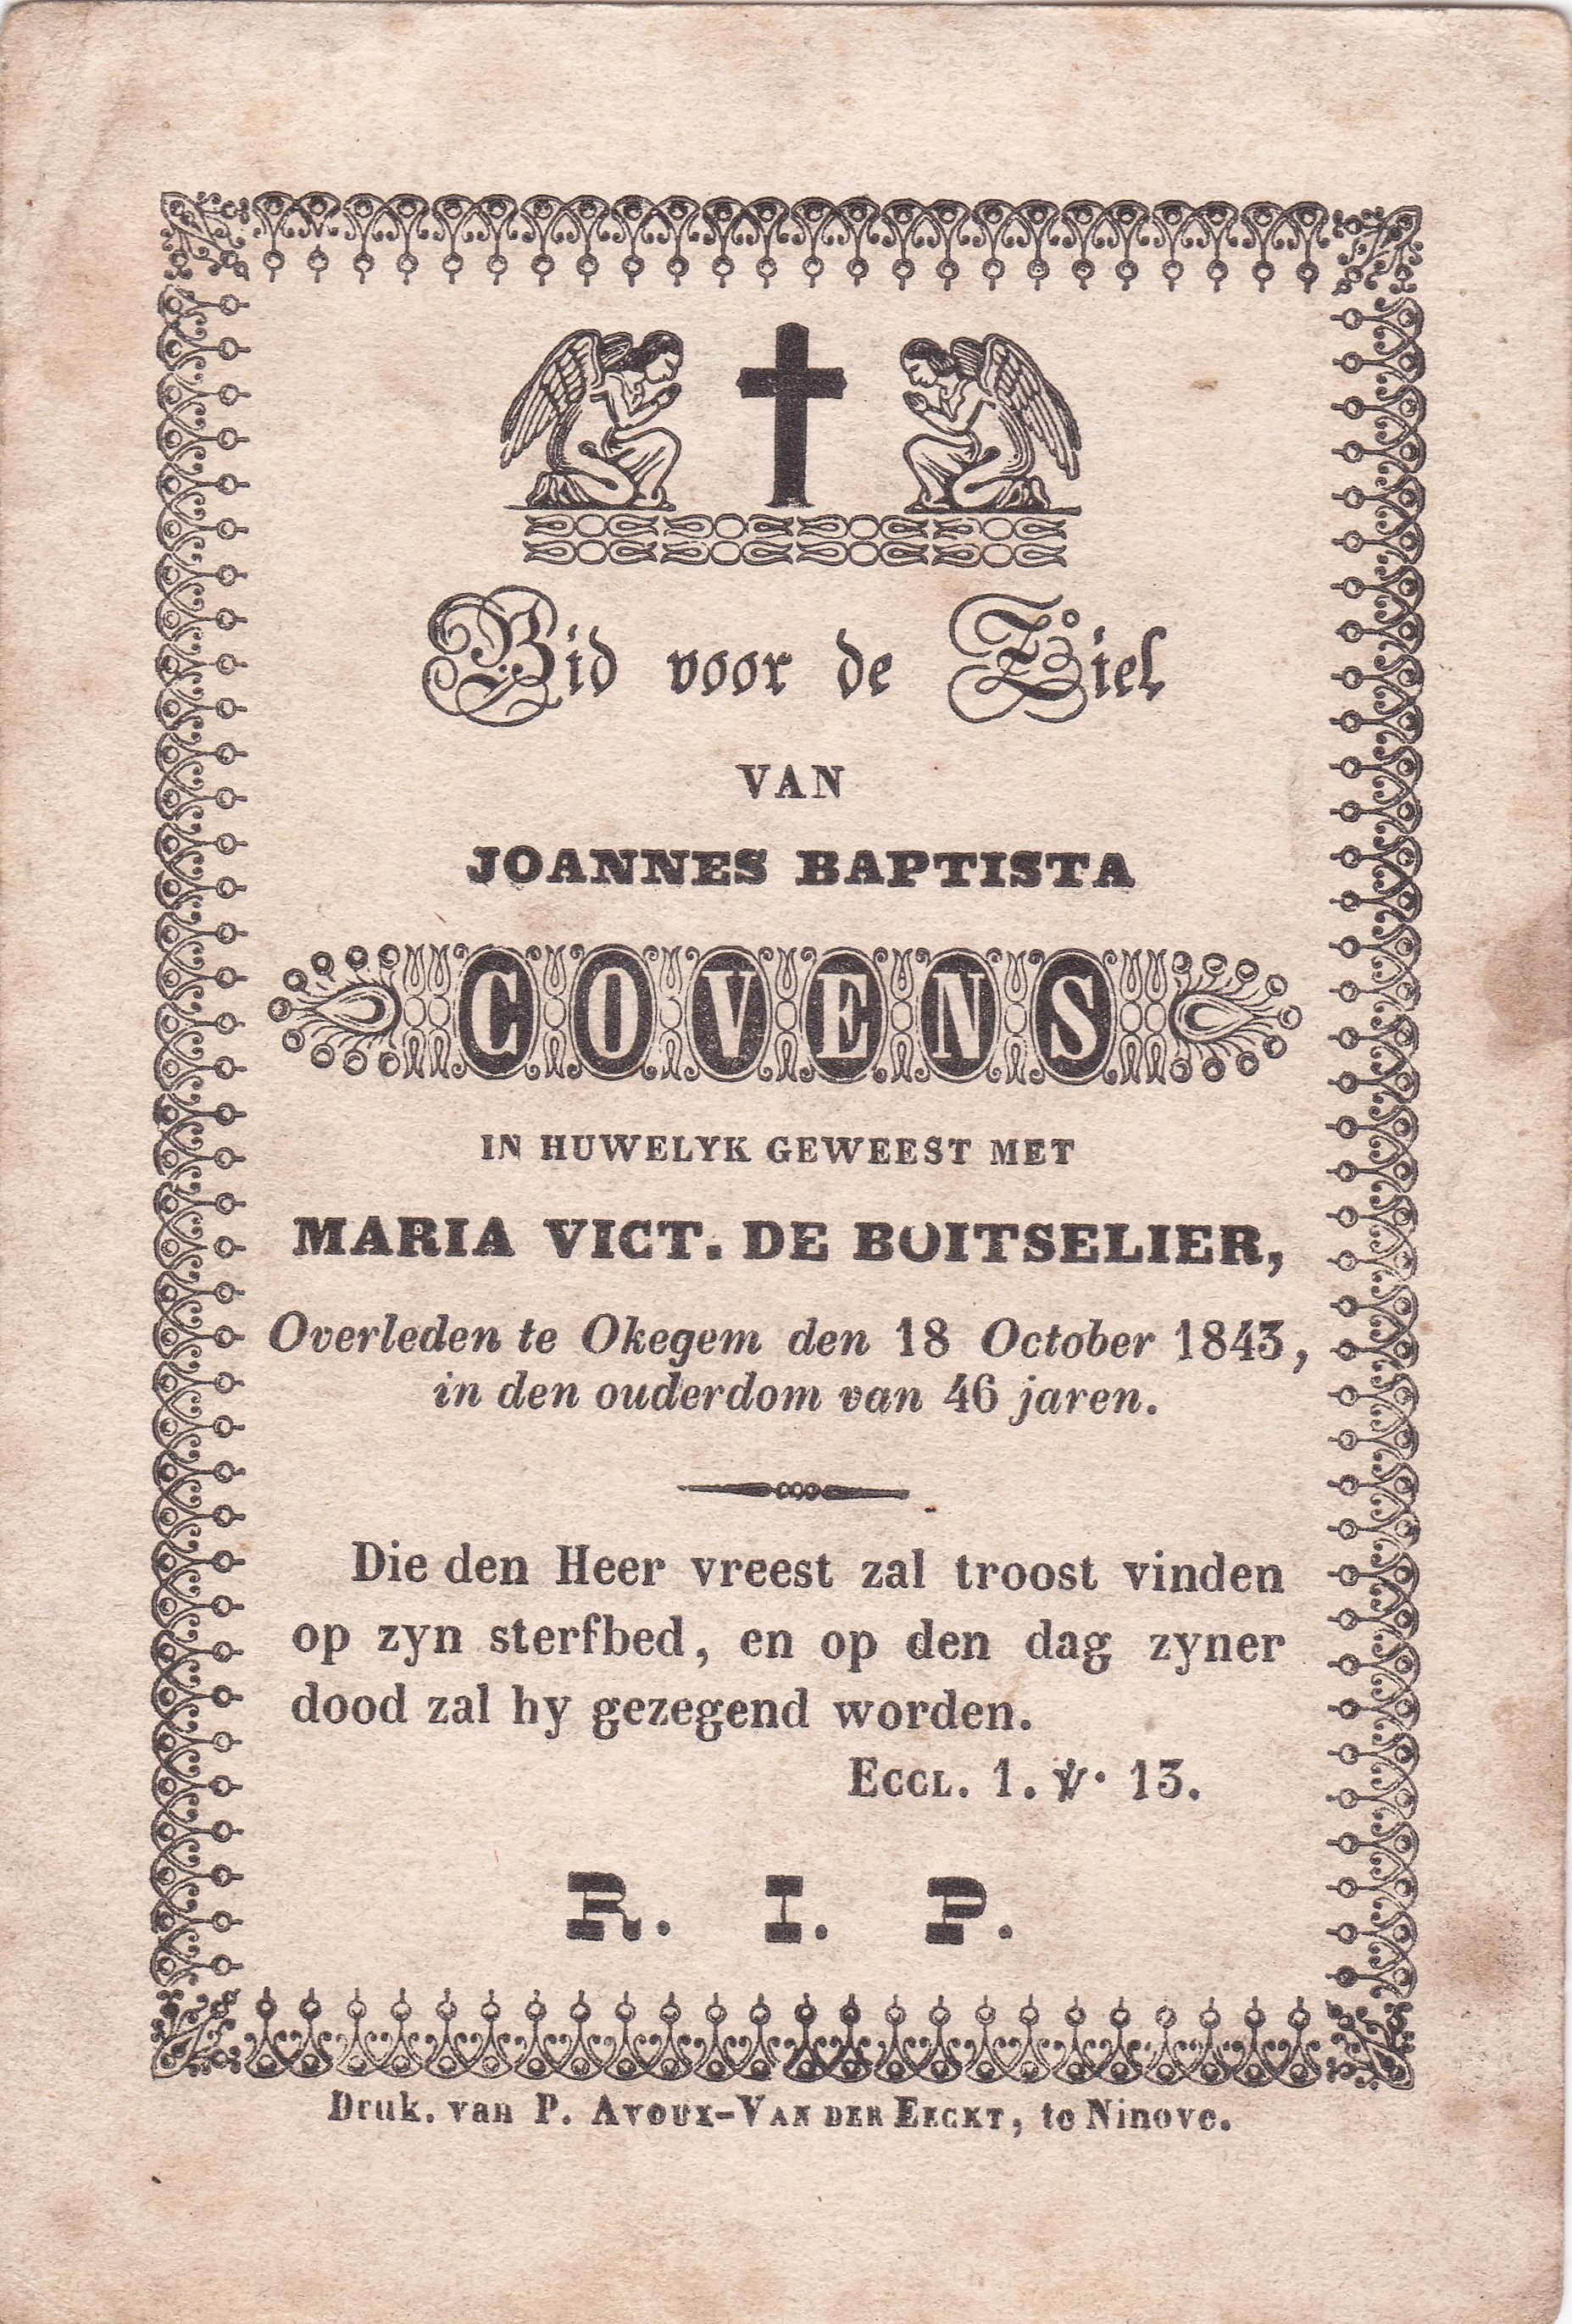 Bid voor de Ziel
VAN
JOANNES BAPTISTA
COVENS
IN HUWELYK GEWEEST MET
MARIA VICT. DE BOITSELIER,
Overleden te Okegem den 18 October 1843,
in den ouderdom van 46 jaren.
Die den Heer vreest zal troost vinden
op zyn sterfbed, en op den dag zyner
dood zal hy gezegend worden.
ECCL. 1. ℣. 13.
R. I. P.
Druk. van P. AVOUX-VAN DER EECKT, te Ninove.